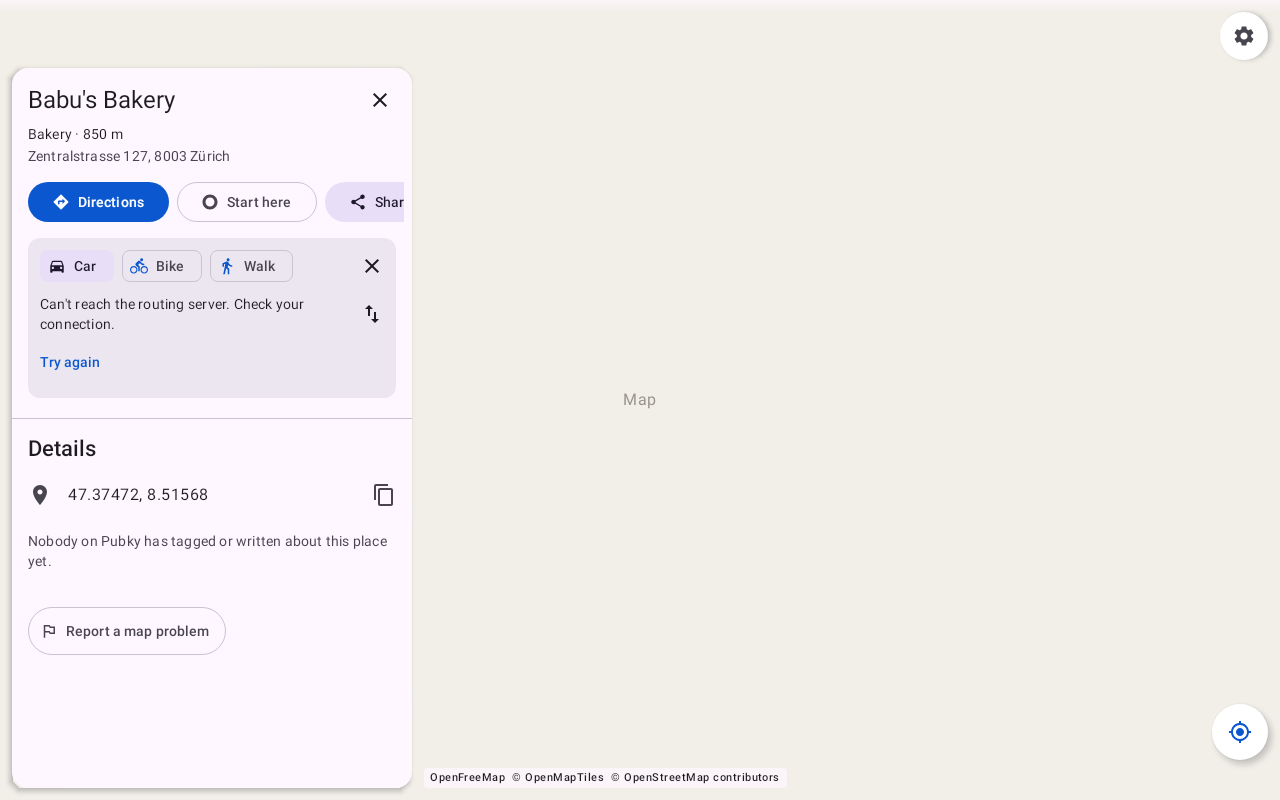 Babu's Bakery
Bakery · 850 m
Zentralstrasse 127, 8003 Zürich
Directions
Start here
Shar
Car
Bike
Walk
Can't reach the routing server. Check your
connection.
Try again
Map
Details
47.37472, 8.51568
Nobody on Pubky has tagged or written about this place
yet.
Report a map problem
OpenFreeMap © OpenMapTiles © OpenStreetMap contributors